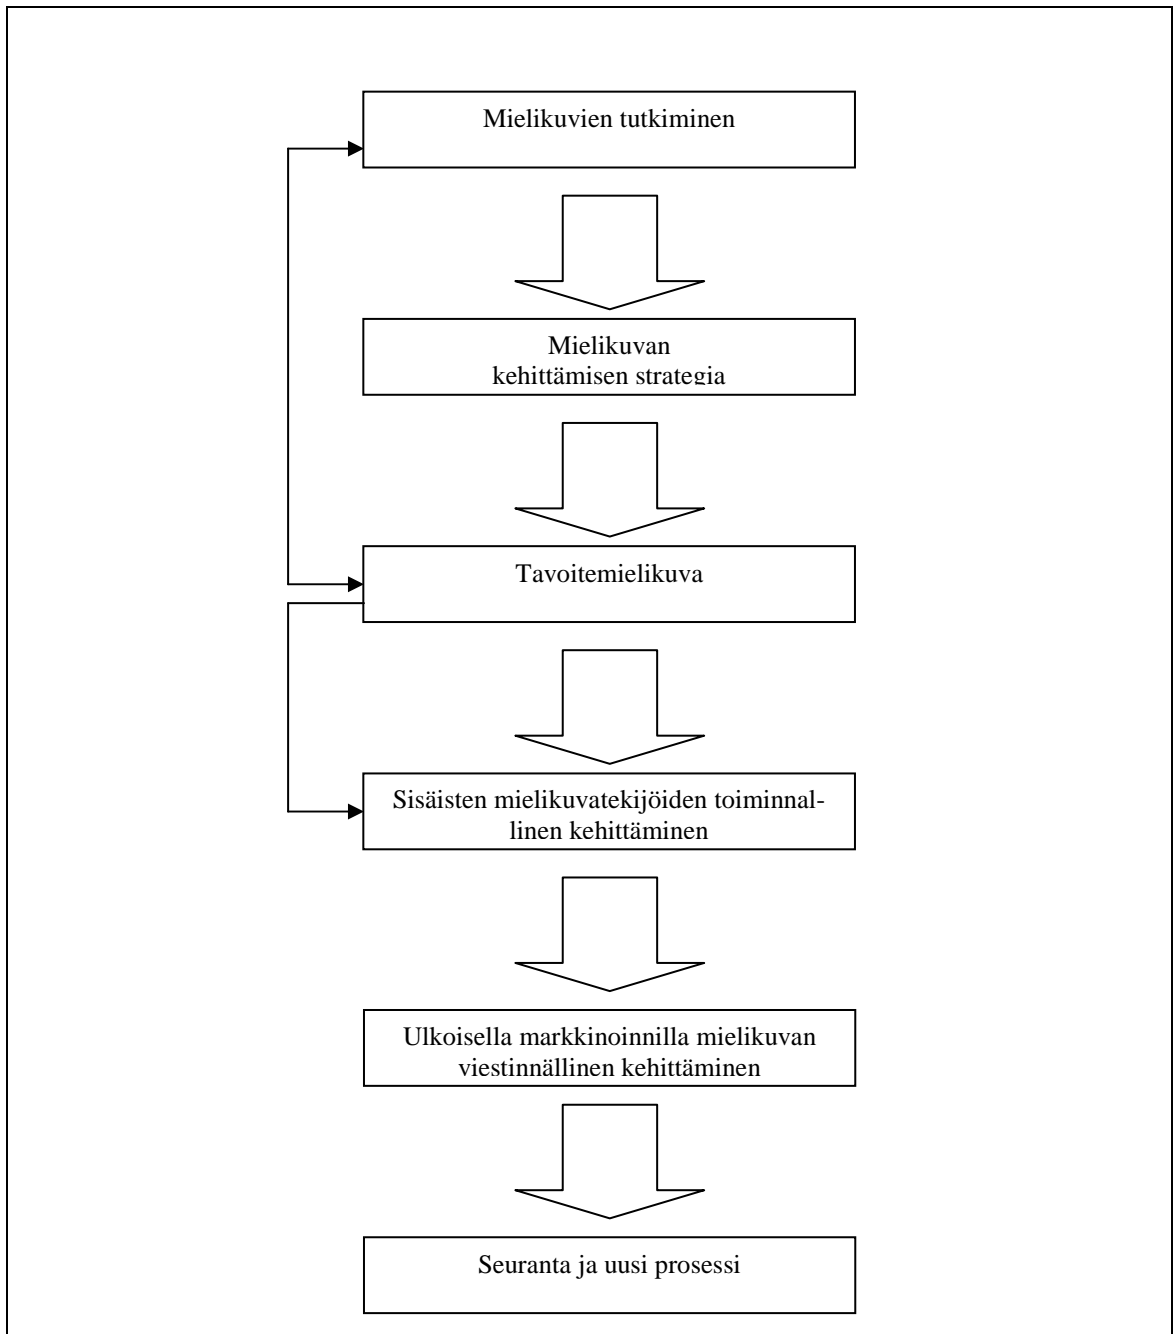 Mielikuvien tutkiminen
Mielikuvan
kehittämisen strategia
Tavoitemielikuva
Sisäisten mielikuvatekijöiden toiminnal-
linen kehittäminen
Ulkoisella markkinoinnilla mielikuvan
viestinnällinen kehittäminen
Seuranta ja uusi prosessi